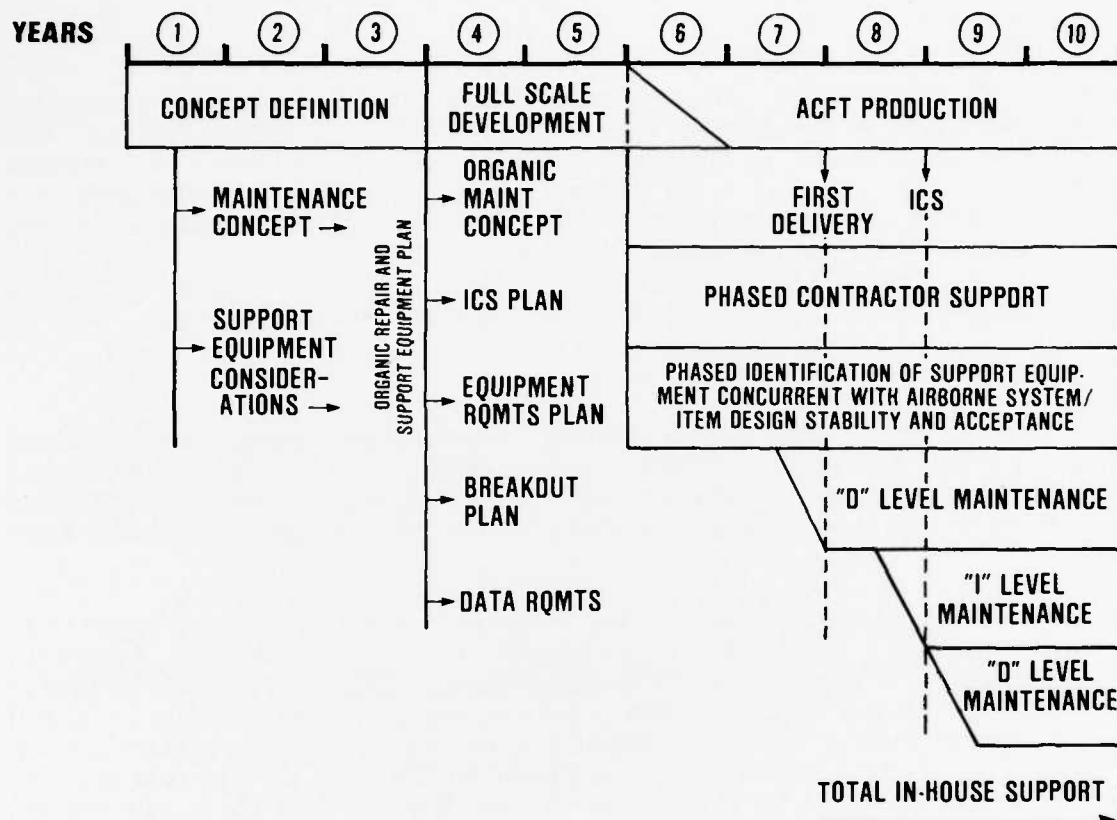 YEARS 1 2 3 4 5 6 7 8 9 10
CONCEPT DEFINITION
FULL SCALE
DEVELOPMENT
ACFT PRODUCTION
MAINTENANCE
CONCEPT →
SUPPORT
EQUIPMENT
CONSIDER-
ATIONS →
ORGANIC REPAIR AND
SUPPORT EQUIPMENT PLAN
ORGANIC
MAINT
CONCEPT
ICS PLAN
EQUIPMENT
RQMTS PLAN
BREAKOUT
PLAN
DATA RQMTS
FIRST
DELIVERY
ICS
PHASED CONTRACTOR SUPPORT
PHASED IDENTIFICATION OF SUPPORT EQUIP-
MENT CONCURRENT WITH AIRBORNE SYSTEM/
ITEM DESIGN STABILITY AND ACCEPTANCE
"O" LEVEL MAINTENANCE
"I" LEVEL
MAINTENANCE
"D" LEVEL
MAINTENANCE
TOTAL IN-HOUSE SUPPORT